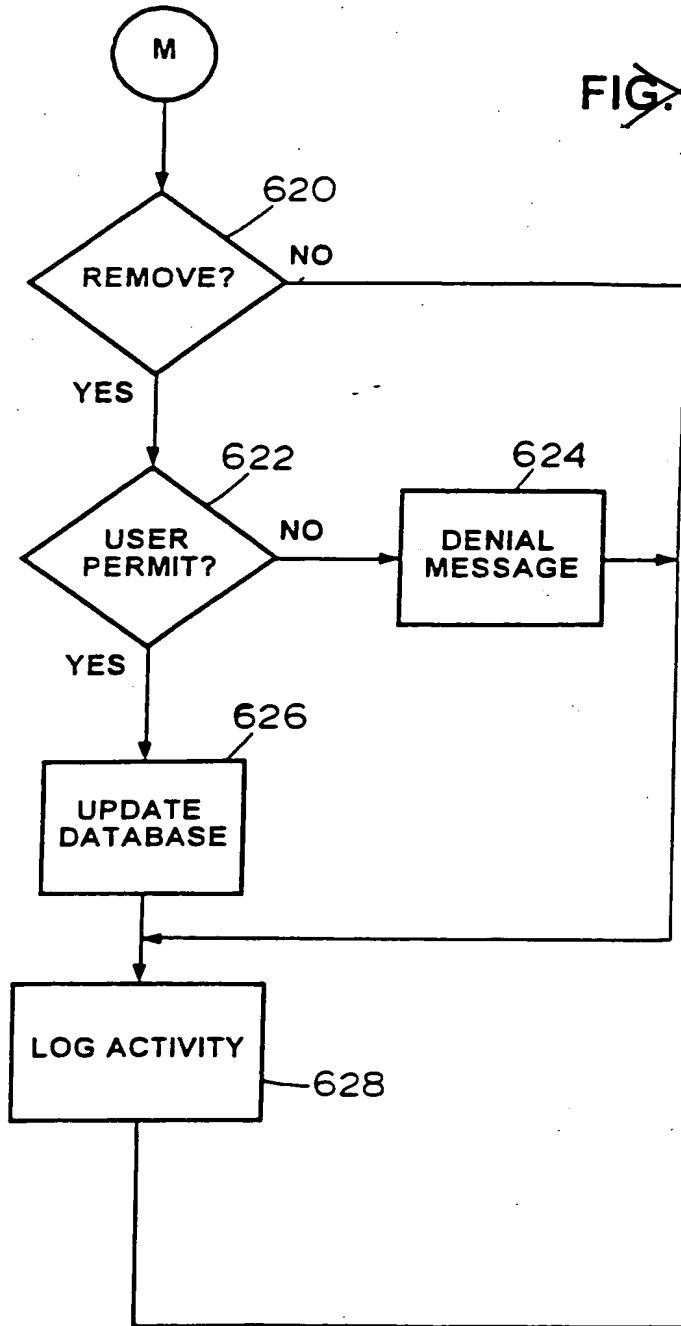 M
FIG.
620
REMOVE?
NO
YES
622
USER
PERMIT?
NO
624
DENIAL
MESSAGE
YES
626
UPDATE
DATABASE
LOG ACTIVITY
628